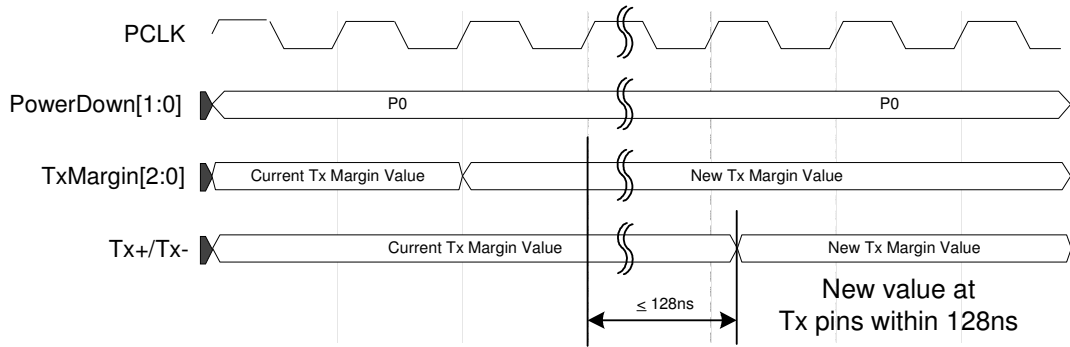 PCLK
PowerDown[1:0]
P0
P0
TxMargin[2:0]
Current Tx Margin Value
New Tx Margin Value
Tx+/Tx-
Current Tx Margin Value
New Tx Margin Value
≤ 128ns
New value at
Tx pins within 128ns